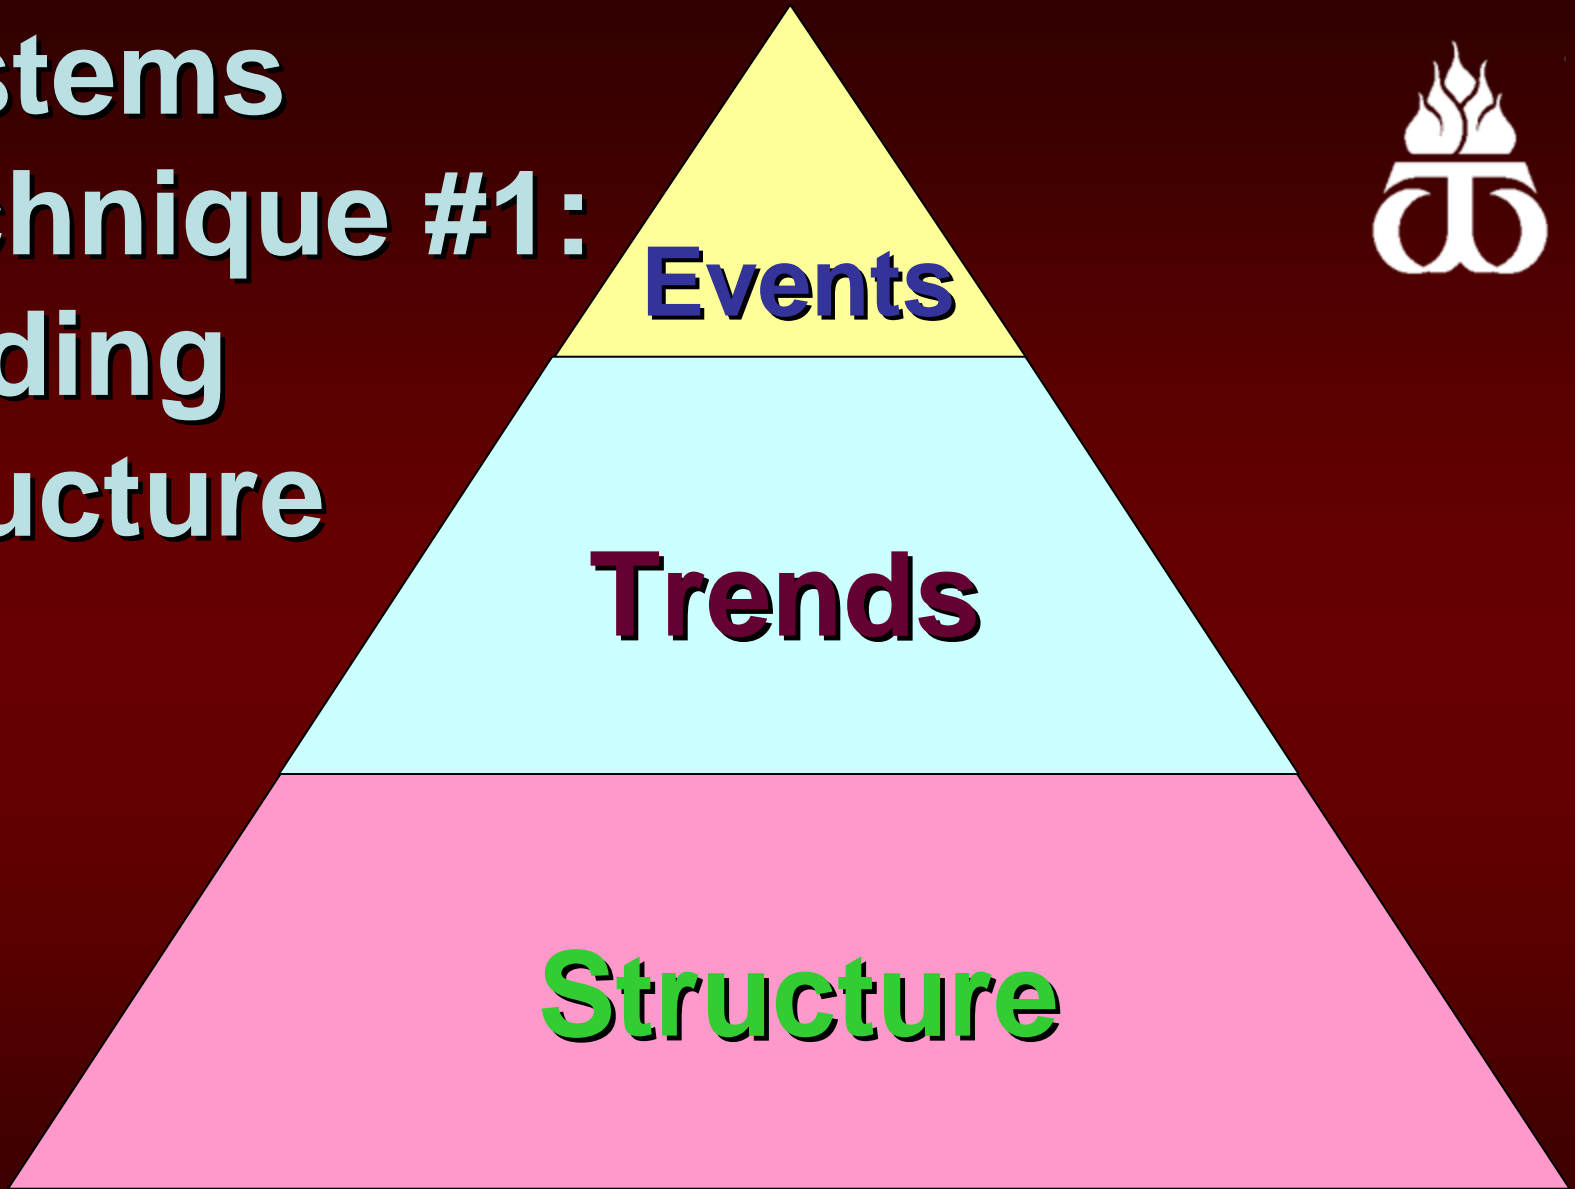 stems
chnique #1:
ding
ucture
Events
Trends
Structure